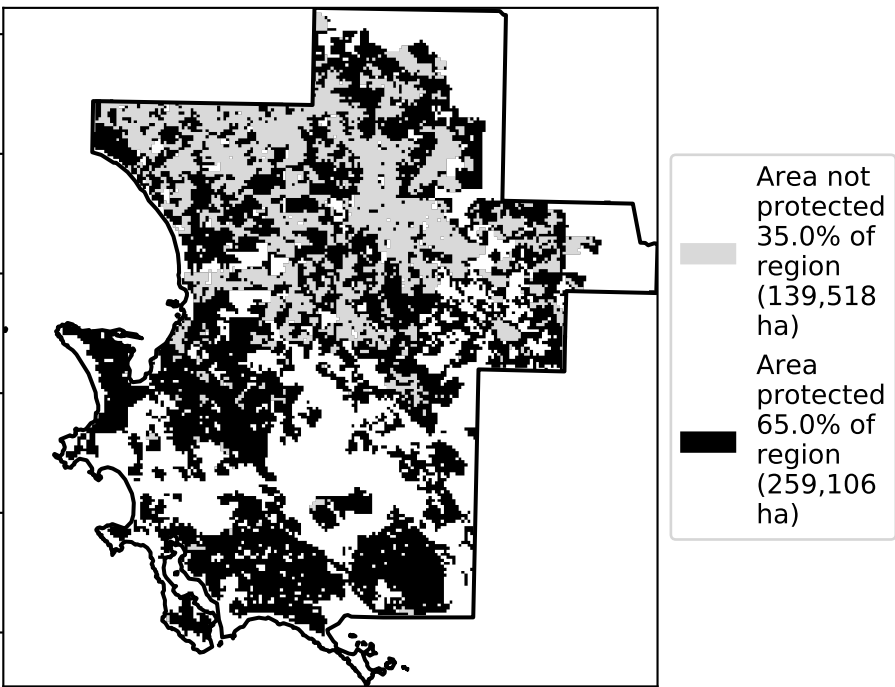 Area not
protected
35.0% of
region
(139,518
ha)
Area
protected
65.0% of
region
(259,106
ha)